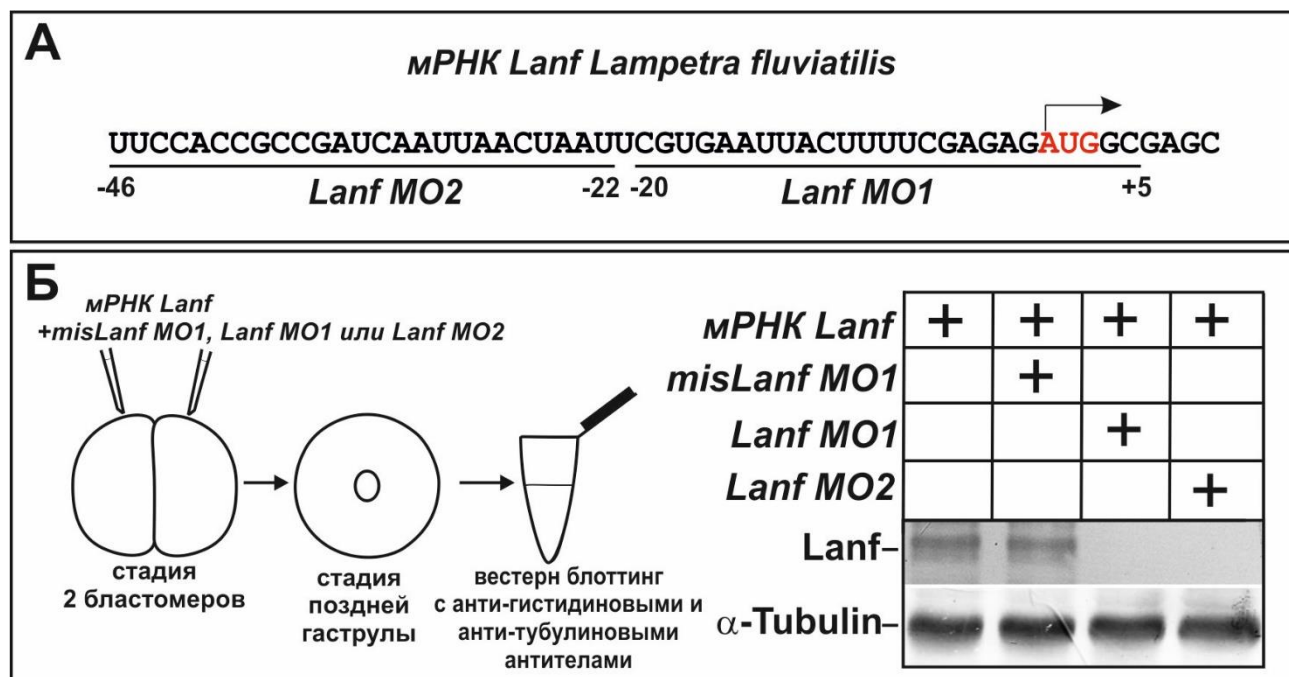 А
мРНК Lanf Lampetra fluviatilis
UUCCACCGCCGAUCAAUUAACUAAUUCGUGAAUUACUUUUCGAGAGAUGGCGAGC
-46
-22
-20
+5
Lanf MO2
Lanf MO1
Б
мРНК Lanf
+misLanf MO1, Lanf MO1 или Lanf MO2
стадия
2 бластомеров
стадия
поздней
гаструлы
вестерн блоттинг
с анти-гистидиновыми и
анти-тубулиновыми
антителами
мРНК Lanf + + + +
misLanf MO1 +
Lanf MO1 +
Lanf MO2 +
Lanf–
α-Tubulin–